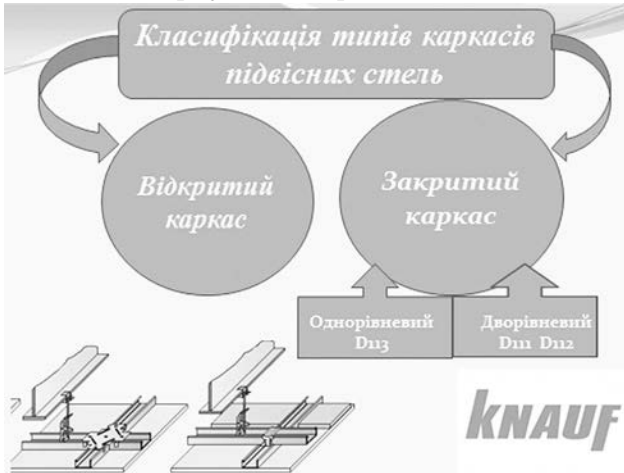 Класифікація типів каркасів
підвісних стель
Відкритий
каркас
Закритий
каркас
Однорівневий
D113
Дворівневий
D111 D112
KNAUF